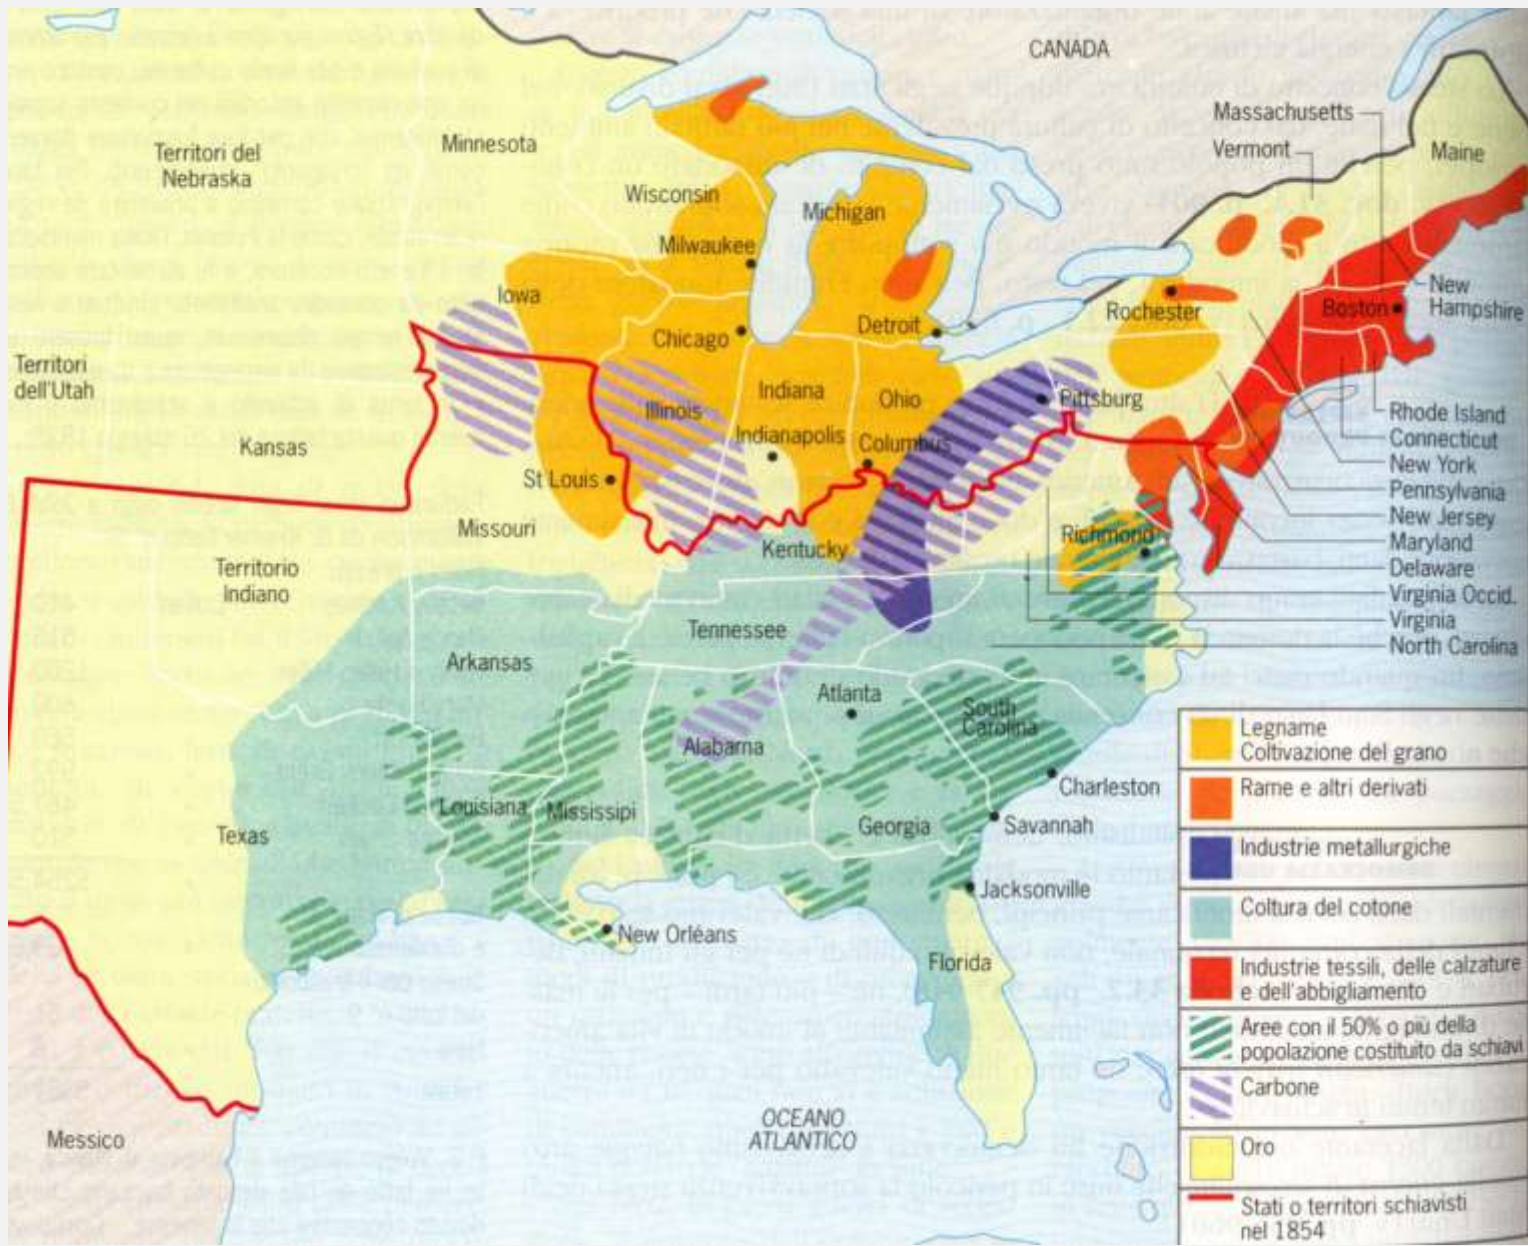 CANADA
Massachusetts
Vermont
Maine
Minnesota
Territori del
Nebraska
Wisconsin
Michigan
Milwaukee
New
Hampshire
Iowa
Rochester
Boston
Chicago
Detroit
Territori
dell'Utah
Indiana
Ohio
Pittsburg
Illinois
Rhode Island
Indianapolis
Columbus
Connecticut
Kansas
New York
St Louis
Pennsylvania
New Jersey
Missouri
Richmond
Maryland
Kentucky
Delaware
Territorio
Indiano
Virginia Occid.
Virginia
Tennessee
North Carolina
Arkansas
Atlanta
South
Carolina
Alabarna
Charleston
Louisiana
Mississipi
Georgia
Savannah
Texas
Jacksonville
New Orléans
Florida
OCEANO
ATLANTICO
Messico
Legname
Coltivazione del grano
Rame e altri derivati
Industrie metallurgiche
Coltura del cotone
Industrie tessili, delle calzature
e dell'abbigliamento
Aree con il 50% o più della
popolazione costituito da schiavi
Carbone
Oro
Stati o territori schiavisti
nel 1854